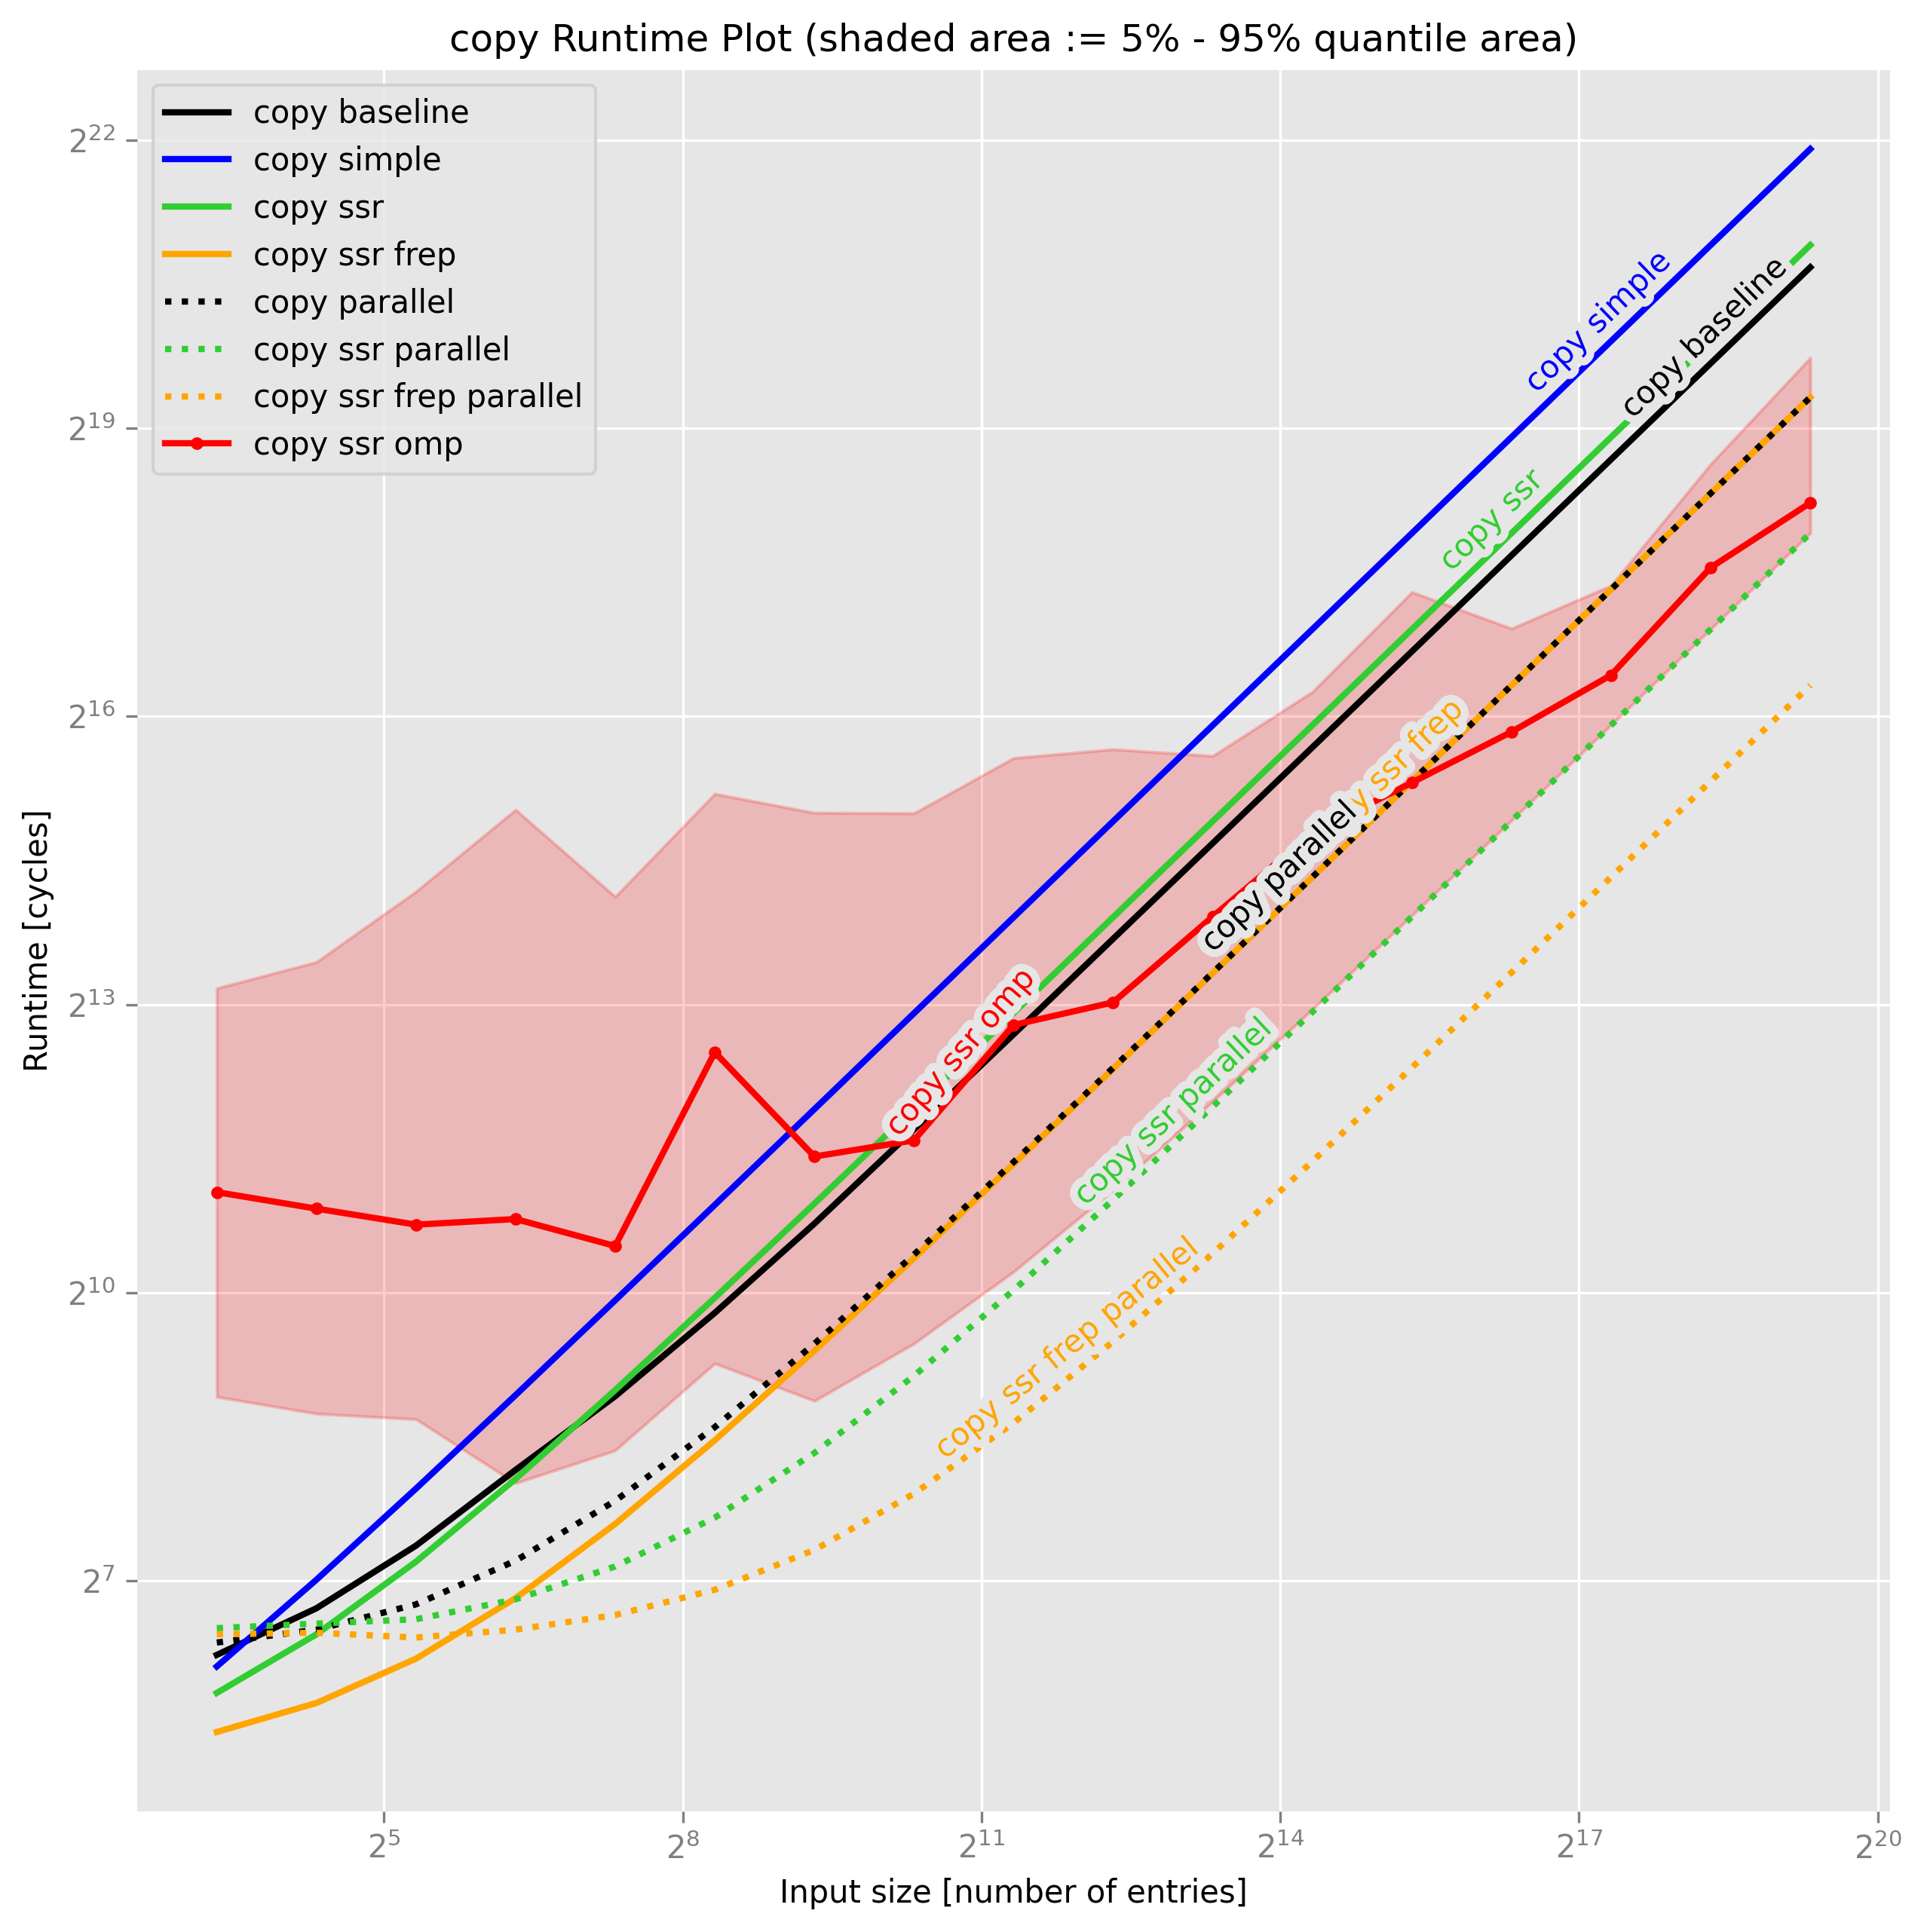 copy Runtime Plot (shaded area := 5% - 95% quantile area)
copy baseline
copy simple
copy ssr
copy ssr frep
copy parallel
copy ssr parallel
copy ssr frep parallel
copy ssr omp
2^22
2^19
2^16
2^13
2^10
2^7
Runtime [cycles]
copy simple
copy baseline
copy ssr
y ssr frep
copy parallel
copy ssr omp
copy ssr parallel
copy ssr frep parallel
2^5
2^8
2^11
2^14
2^17
2^20
Input size [number of entries]